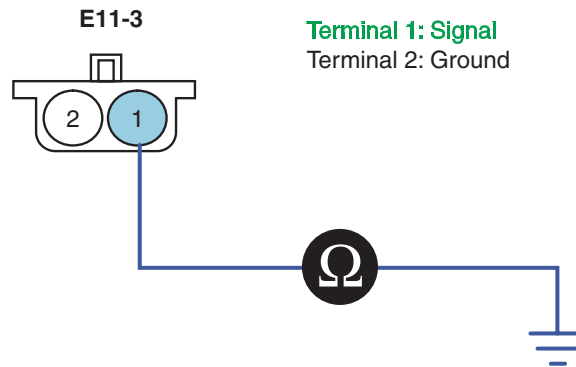 E11-3
Terminal 1: Signal
Terminal 2: Ground
2 1
Ω